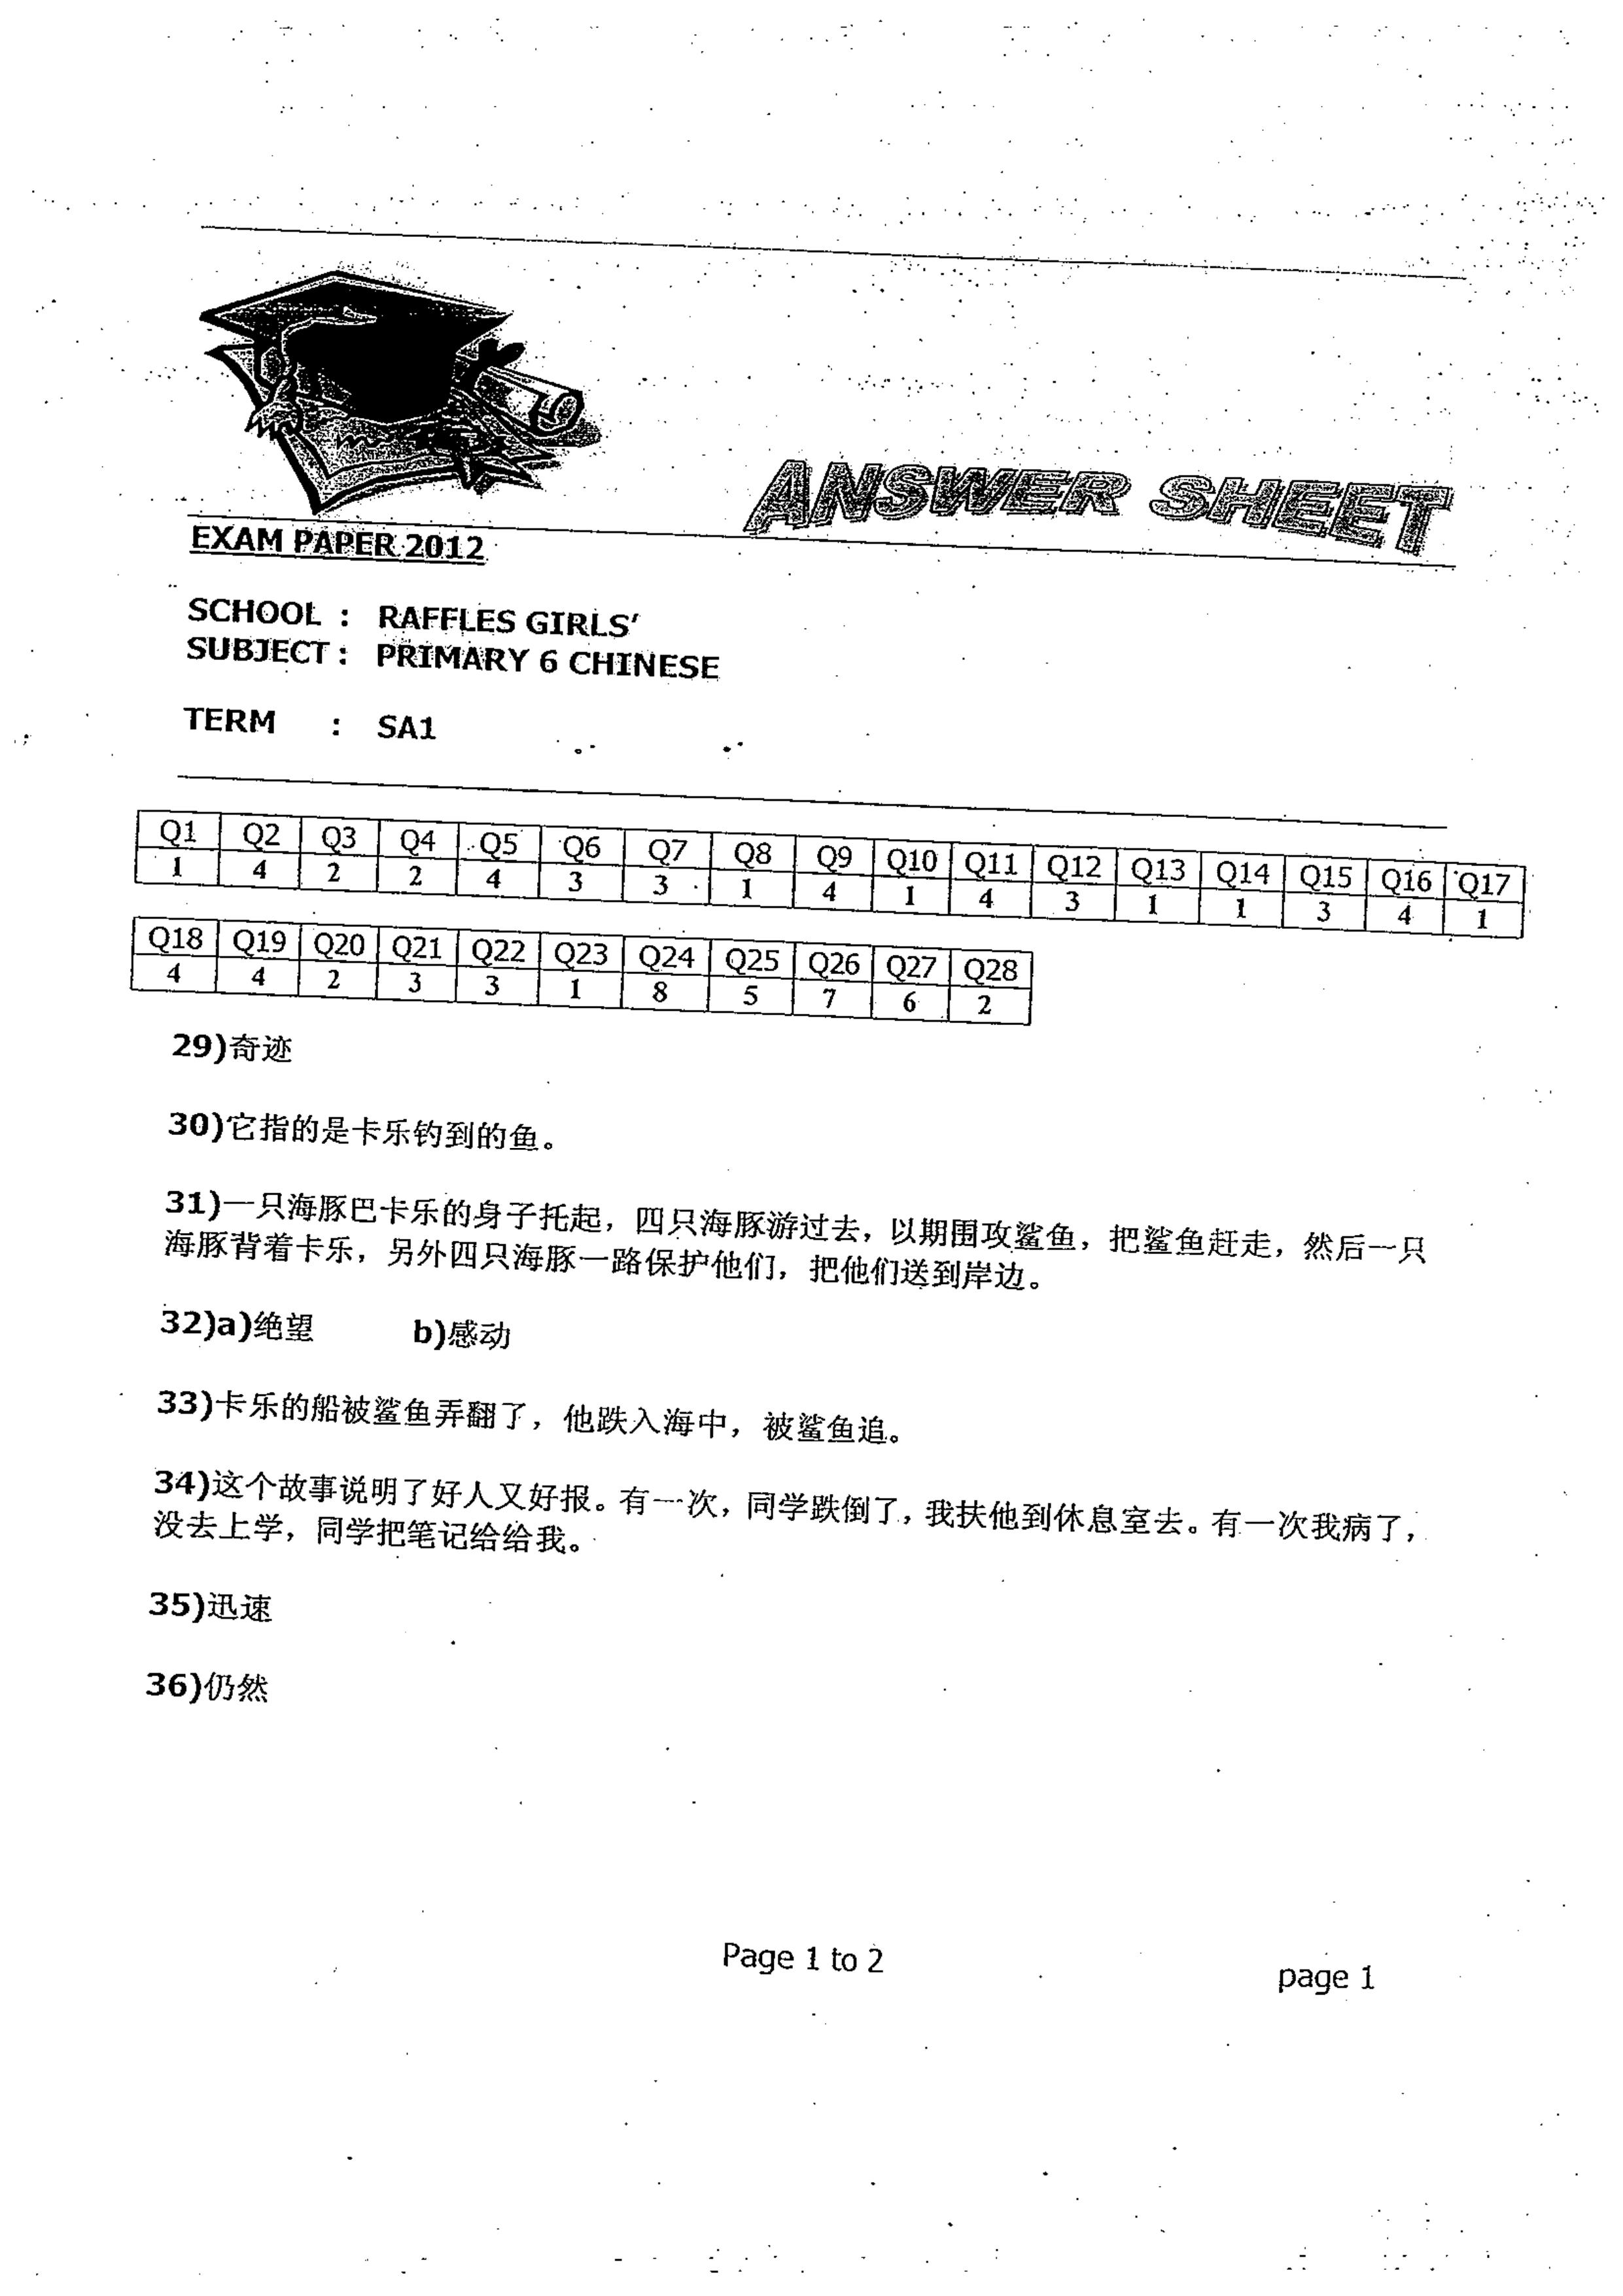 ANSWER SHEET
EXAM PAPER 2012
SCHOOL : RAFFLES GIRLS'
SUBJECT : PRIMARY 6 CHINESE
TERM : SA1
Q1 Q2 Q3 Q4 Q5 Q6 Q7 Q8 Q9 Q10 Q11 Q12 Q13 Q14 Q15 Q16 Q17
1 4 2 2 4 3 3 1 4 1 4 3 1 1 3 4 1
Q18 Q19 Q20 Q21 Q22 Q23 Q24 Q25 Q26 Q27 Q28
4 4 2 3 3 1 8 5 7 6 2
29)奇迹
30)它指的是卡乐钓到的鱼。
31)一只海豚巴卡乐的身子托起，四只海豚游过去，以期围攻鲨鱼，把鲨鱼赶走，然后一只
海豚背着卡乐，另外四只海豚一路保护他们，把他们送到岸边。
32)a)绝望 b)感动
33)卡乐的船被鲨鱼弄翻了，他跌入海中，被鲨鱼追。
34)这个故事说明了好人又好报。有一次，同学跌倒了，我扶他到休息室去。有一次我病了，
没去上学，同学把笔记给给我。
35)迅速
36)仍然
Page 1 to 2
page 1